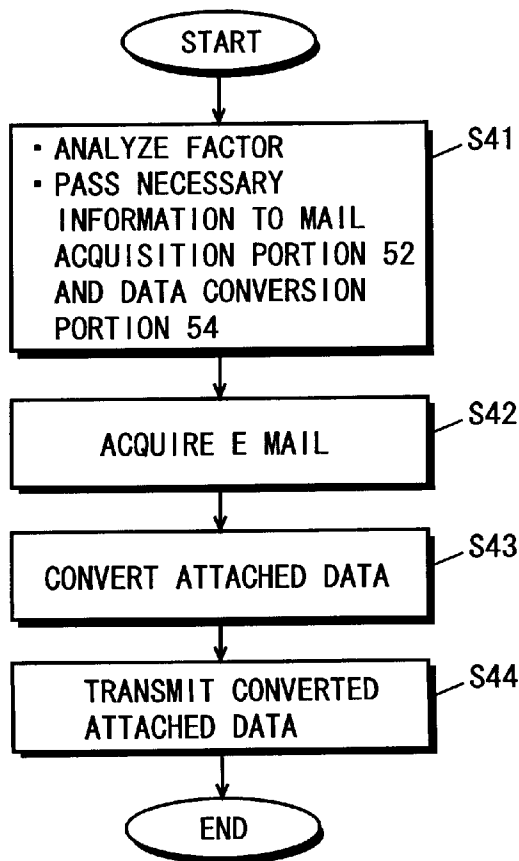 START
S41
・ANALYZE FACTOR
・PASS NECESSARY
INFORMATION TO MAIL
ACQUISITION PORTION 52
AND DATA CONVERSION
PORTION 54
S42
ACQUIRE E MAIL
S43
CONVERT ATTACHED DATA
S44
TRANSMIT CONVERTED
ATTACHED DATA
END